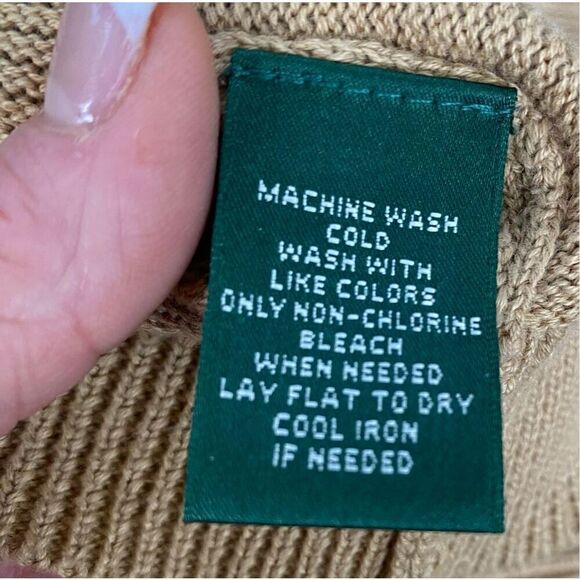 MACHINE WASH
COLD
WASH WITH
LIKE COLORS
ONLY NON-CHLORINE
BLEACH
WHEN NEEDED
LAY FLAT TO DRY
COOL IRON
IF NEEDED